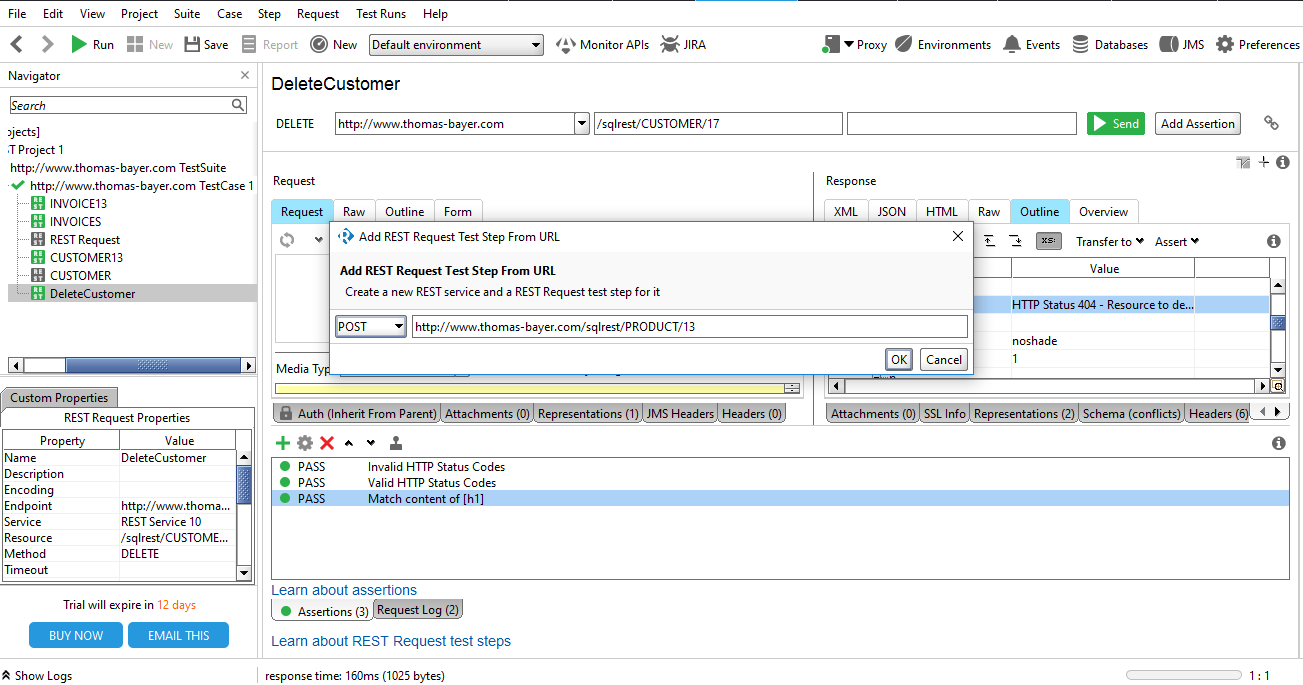 File Edit View Project Suite Case Step Request Test Runs Help
Run New Save Report New Default environment Monitor APIs JIRA Proxy Environments Events Databases JMS Preferences
Navigator
Search
ojects]
ST Project 1
http://www.thomas-bayer.com TestSuite
http://www.thomas-bayer.com TestCase 1
REST INVOICE13
REST INVOICES
REST REST Request
REST CUSTOMER13
REST CUSTOMER
REST DeleteCustomer
Custom Properties
REST Request Properties
Property Value
Name DeleteCustomer
Description
Encoding
Endpoint http://www.thoma...
Service REST Service 10
Resource /sqlrest/CUSTOME...
Method DELETE
Timeout
Trial will expire in 12 days
BUY NOW EMAIL THIS
Show Logs
DeleteCustomer
DELETE http://www.thomas-bayer.com /sqlrest/CUSTOMER/17 Send Add Assertion
Request
Request Raw Outline Form
Media Typ
Auth (Inherit From Parent) Attachments (0) Representations (1) JMS Headers Headers (0)
Response
XML JSON HTML Raw Outline Overview
XS: Transfer to Assert
Value
HTTP Status 404 - Resource to de...
noshade
1
Attachments (0) SSL Info Representations (2) Schema (conflicts) Headers (6)
Add REST Request Test Step From URL
Add REST Request Test Step From URL
Create a new REST service and a REST Request test step for it
POST http://www.thomas-bayer.com/sqlrest/PRODUCT/13
OK Cancel
PASS Invalid HTTP Status Codes
PASS Valid HTTP Status Codes
PASS Match content of [h1]
Learn about assertions
Assertions (3) Request Log (2)
Learn about REST Request test steps
response time: 160ms (1025 bytes) 1 : 1